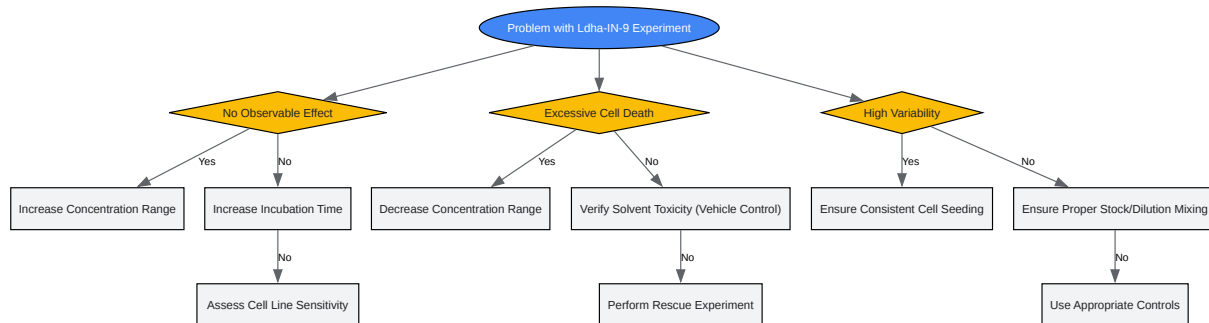 Problem with Ldha-IN-9 Experiment
No Observable Effect
Excessive Cell Death
High Variability
Yes
No
Yes
No
Yes
No
Increase Concentration Range
Increase Incubation Time
Decrease Concentration Range
Verify Solvent Toxicity (Vehicle Control)
Ensure Consistent Cell Seeding
Ensure Proper Stock/Dilution Mixing
No
No
No
Assess Cell Line Sensitivity
Perform Rescue Experiment
Use Appropriate Controls